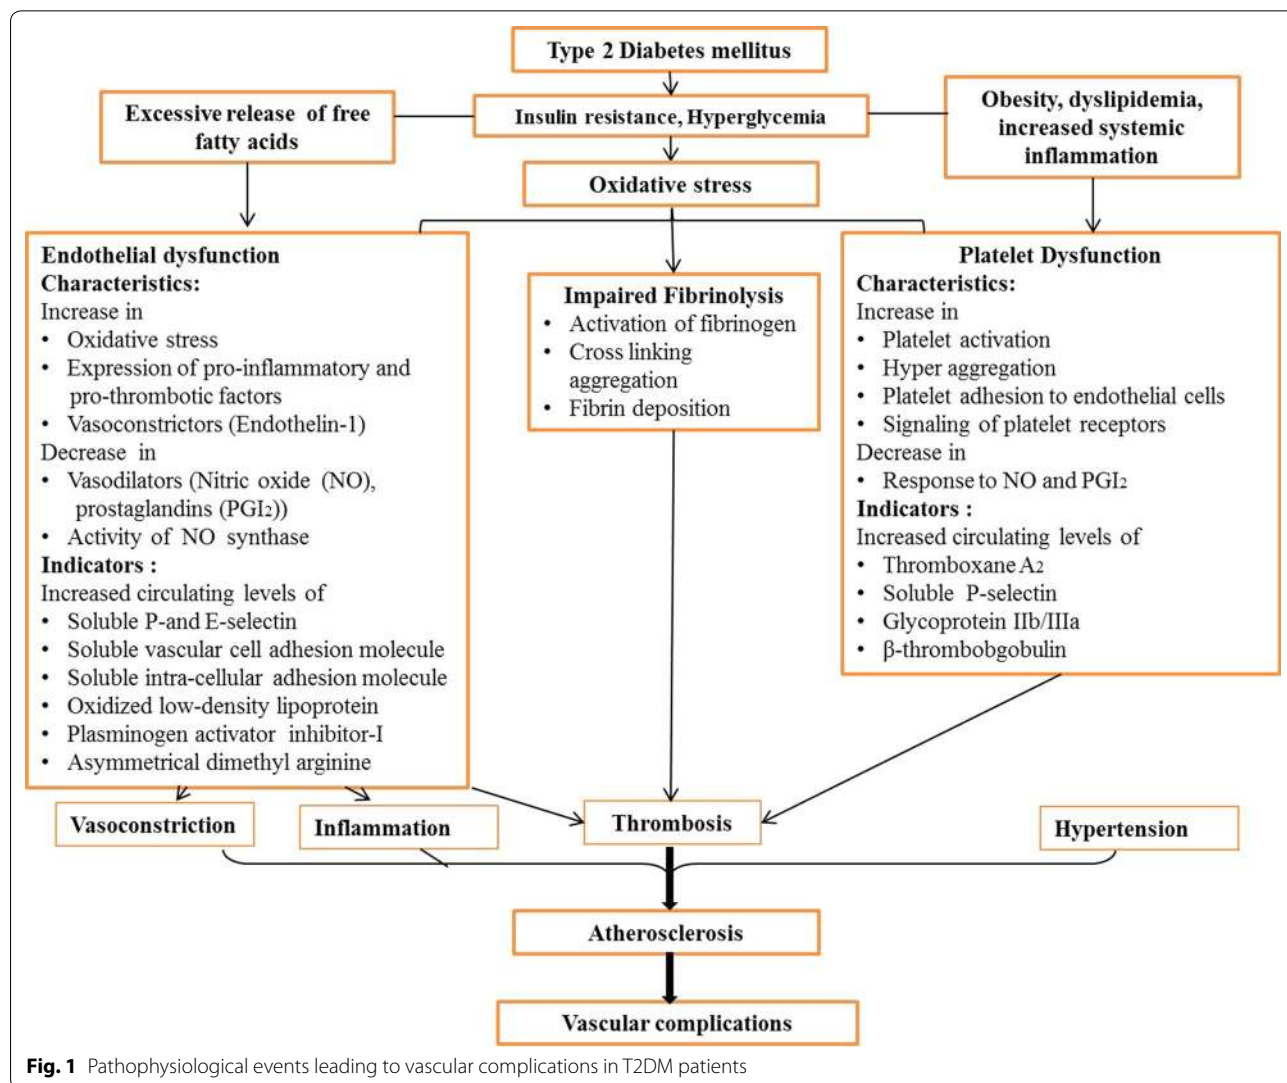 Type 2 Diabetes mellitus
Excessive release of free
fatty acids
Insulin resistance, Hyperglycemia
Obesity, dyslipidemia,
increased systemic
inflammation
Oxidative stress
Endothelial dysfunction
Characteristics:
Increase in
• Oxidative stress
• Expression of pro-inflammatory and
pro-thrombotic factors
• Vasoconstrictors (Endothelin-1)
Decrease in
• Vasodilators (Nitric oxide (NO),
prostaglandins (PGI2))
• Activity of NO synthase
Indicators :
Increased circulating levels of
• Soluble P-and E-selectin
• Soluble vascular cell adhesion molecule
• Soluble intra-cellular adhesion molecule
• Oxidized low-density lipoprotein
• Plasminogen activator inhibitor-I
• Asymmetrical dimethyl arginine
Impaired Fibrinolysis
• Activation of fibrinogen
• Cross linking
aggregation
• Fibrin deposition
Platelet Dysfunction
Characteristics:
Increase in
• Platelet activation
• Hyper aggregation
• Platelet adhesion to endothelial cells
• Signaling of platelet receptors
Decrease in
• Response to NO and PGI2
Indicators :
Increased circulating levels of
• Thromboxane A2
• Soluble P-selectin
• Glycoprotein IIb/IIIa
• β-thrombobgobulin
Vasoconstriction
Inflammation
Thrombosis
Hypertension
Atherosclerosis
Vascular complications
Fig. 1 Pathophysiological events leading to vascular complications in T2DM patients